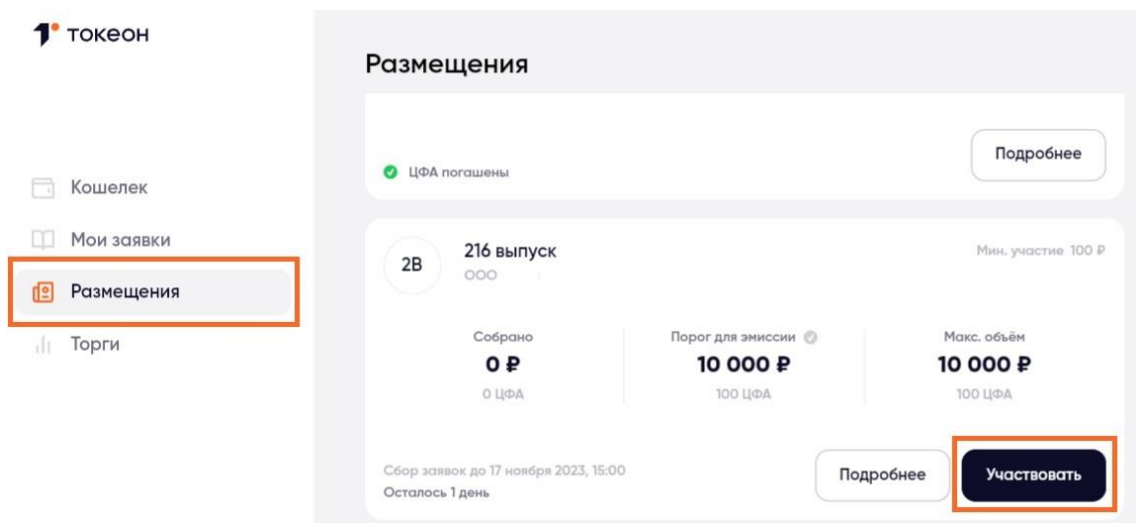 токеон
Кошелек
Мои заявки
Размещения
Торги
Размещения
ЦФА погашены
Подробнее
2В
216 выпуск
ООО
Мин. участие 100 ₽
Собрано
0 ₽
0 ЦФА
Порог для эмиссии
10 000 ₽
100 ЦФА
Макс. объём
10 000 ₽
100 ЦФА
Сбор заявок до 17 ноября 2023, 15:00
Осталось 1 день
Подробнее
Участвовать